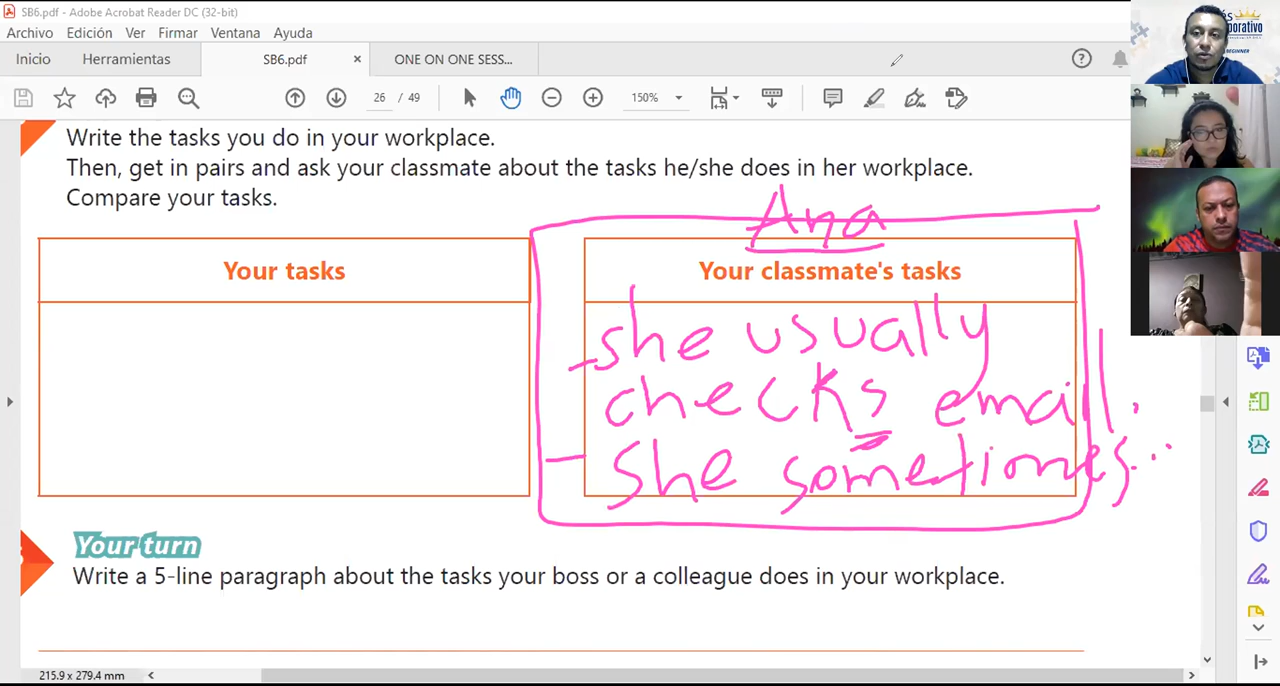 SB6.pdf - Adobe Acrobat Reader DC (32-bit)
Archivo Edición Ver Firmar Ventana Ayuda
Inicio Herramientas SB6.pdf × ONE ON ONE SESS...
26 / 49 150%
Write the tasks you do in your workplace.
Then, get in pairs and ask your classmate about the tasks he/she does in her workplace.
Compare your tasks.
Ana
Your tasks
Your classmate's tasks
- she usually
checks email.
- She sometimes...
Your turn
Write a 5-line paragraph about the tasks your boss or a colleague does in your workplace.
215.9 x 279.4 mm